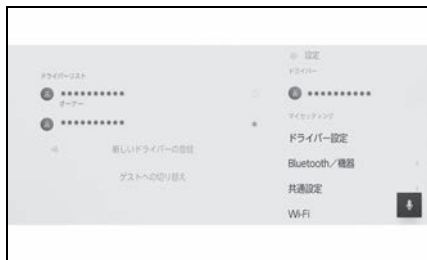 ドライバーリスト
●●●●●●●●●●
オーナー
●●●●●●●●●●
新しいドライバーの登録
ゲストへの切り替え
設定
ドライバー
●●●●●●●●●●
マイセッティング
ドライバー設定
Bluetooth／機器
共通設定
Wi-Fi